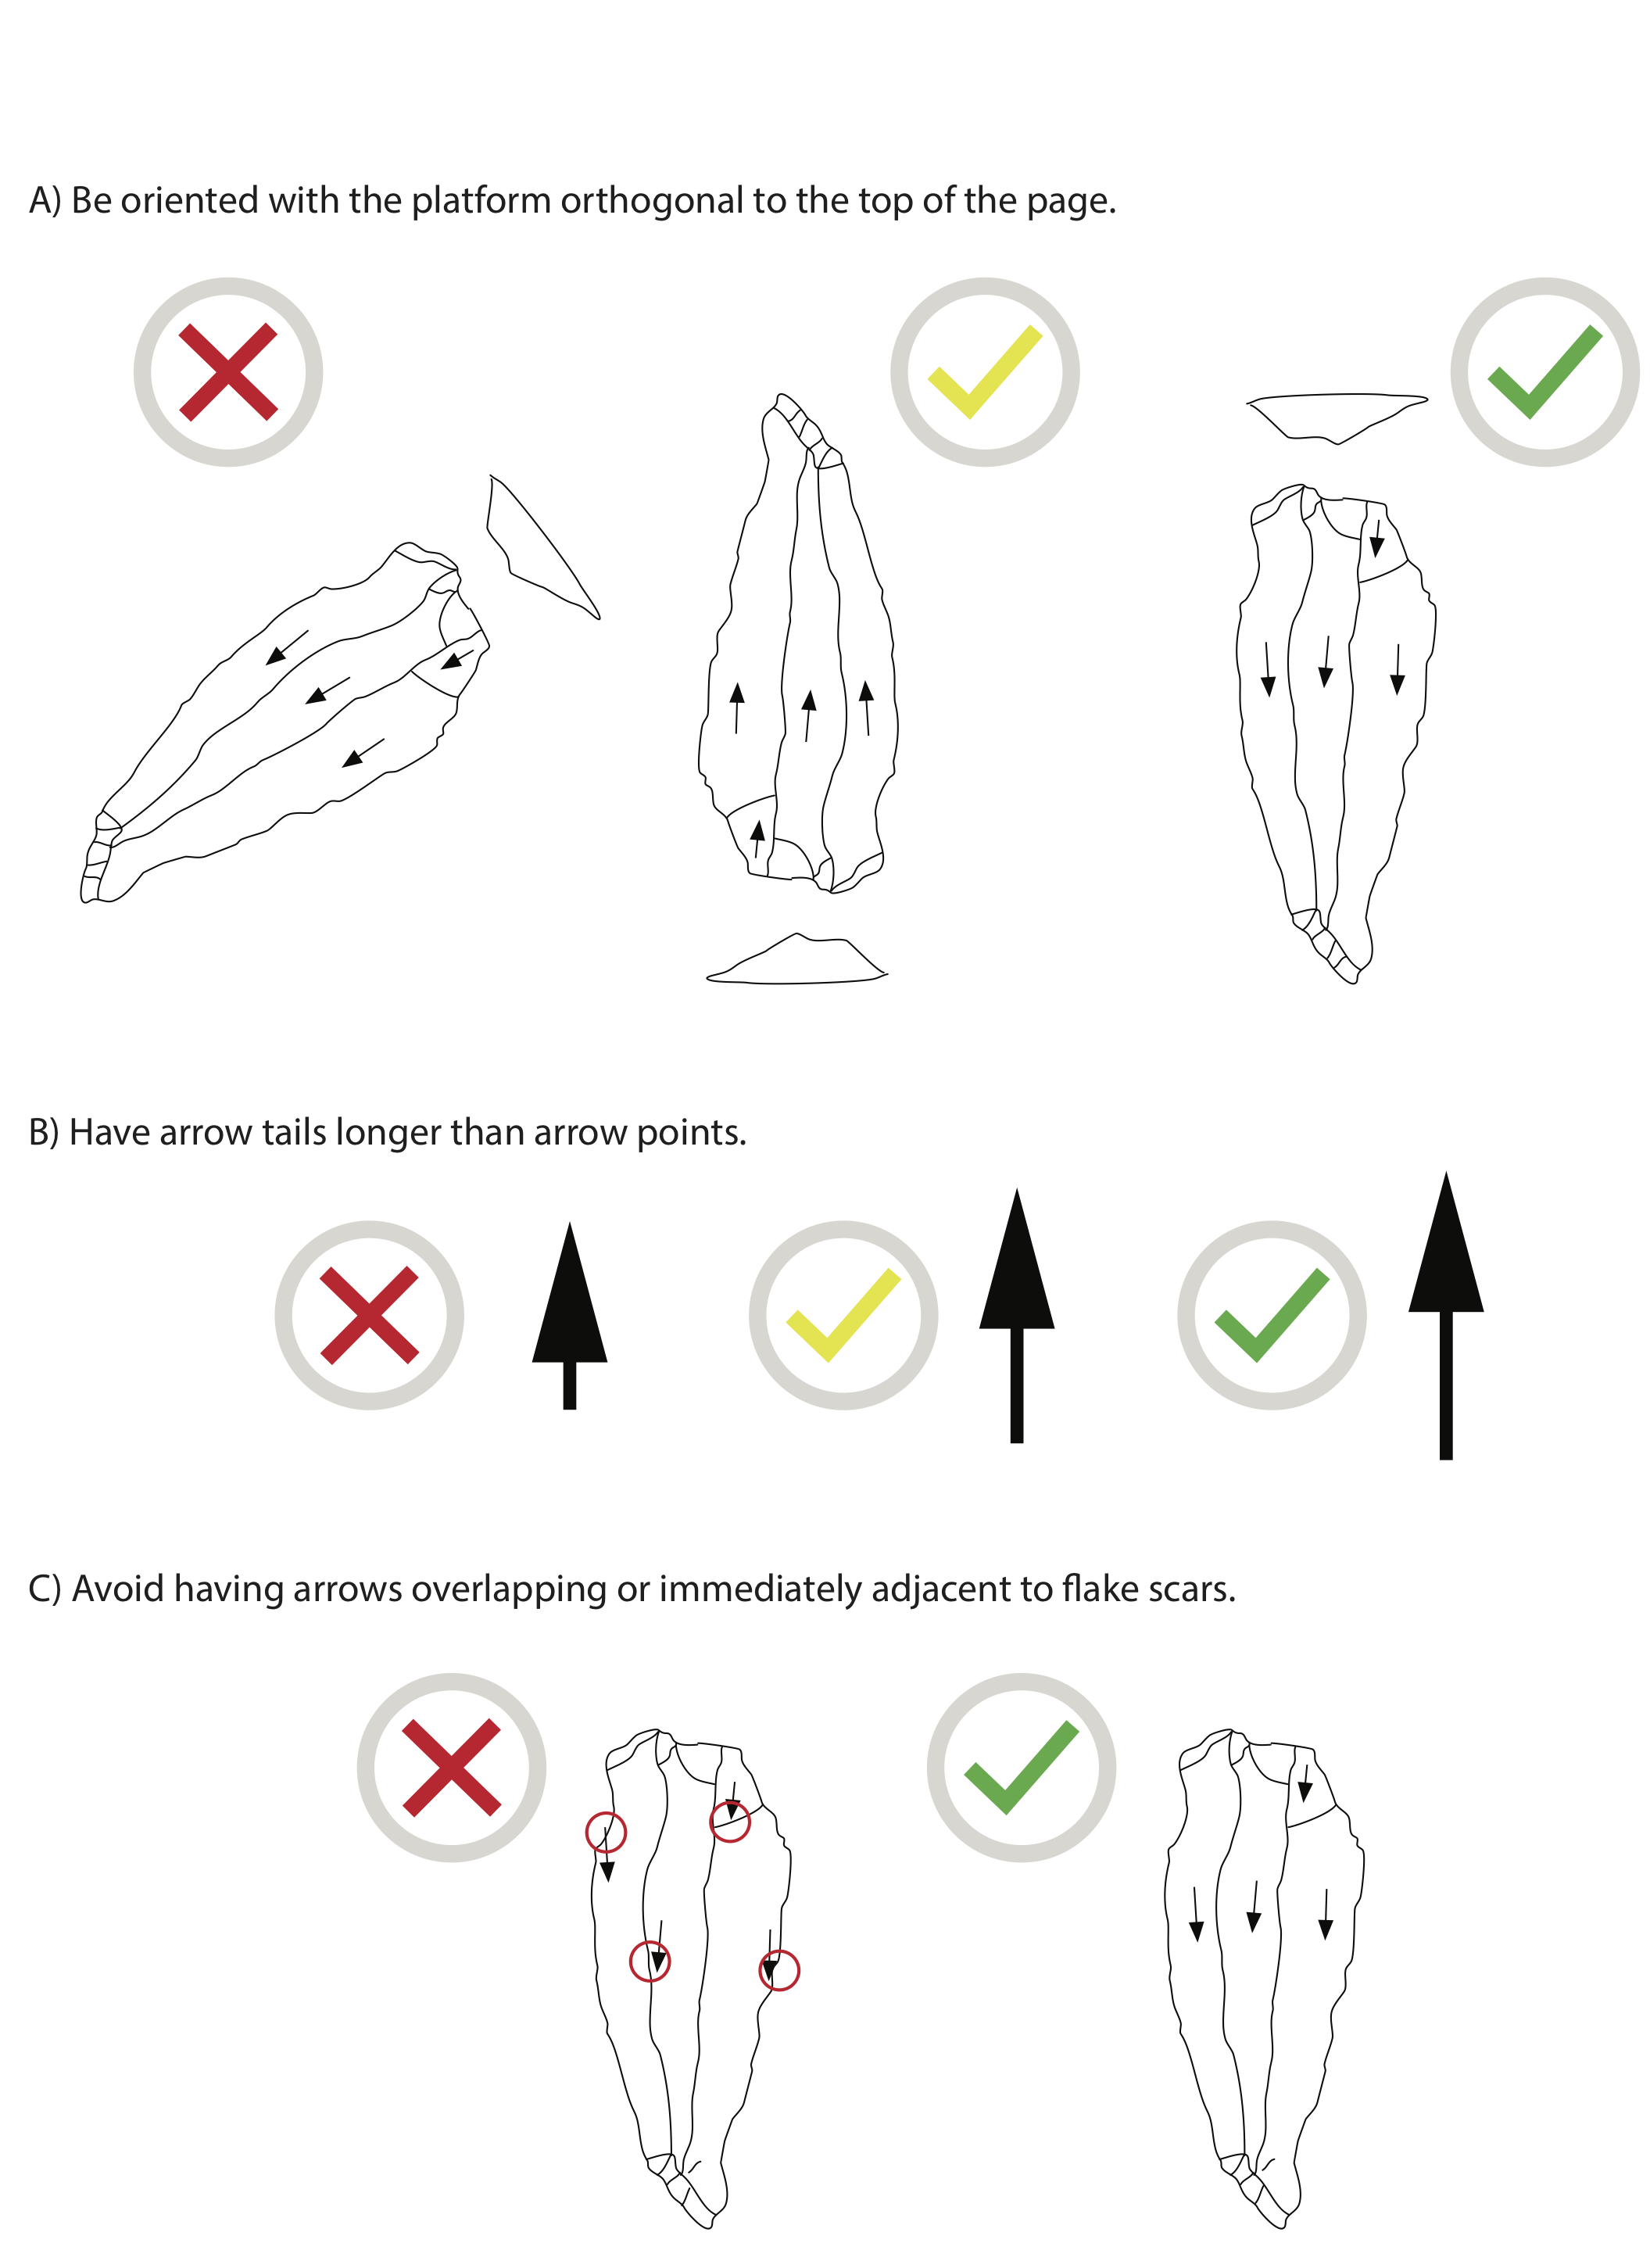 A) Be oriented with the platform orthogonal to the top of the page.
B) Have arrow tails longer than arrow points.
C) Avoid having arrows overlapping or immediately adjacent to flake scars.